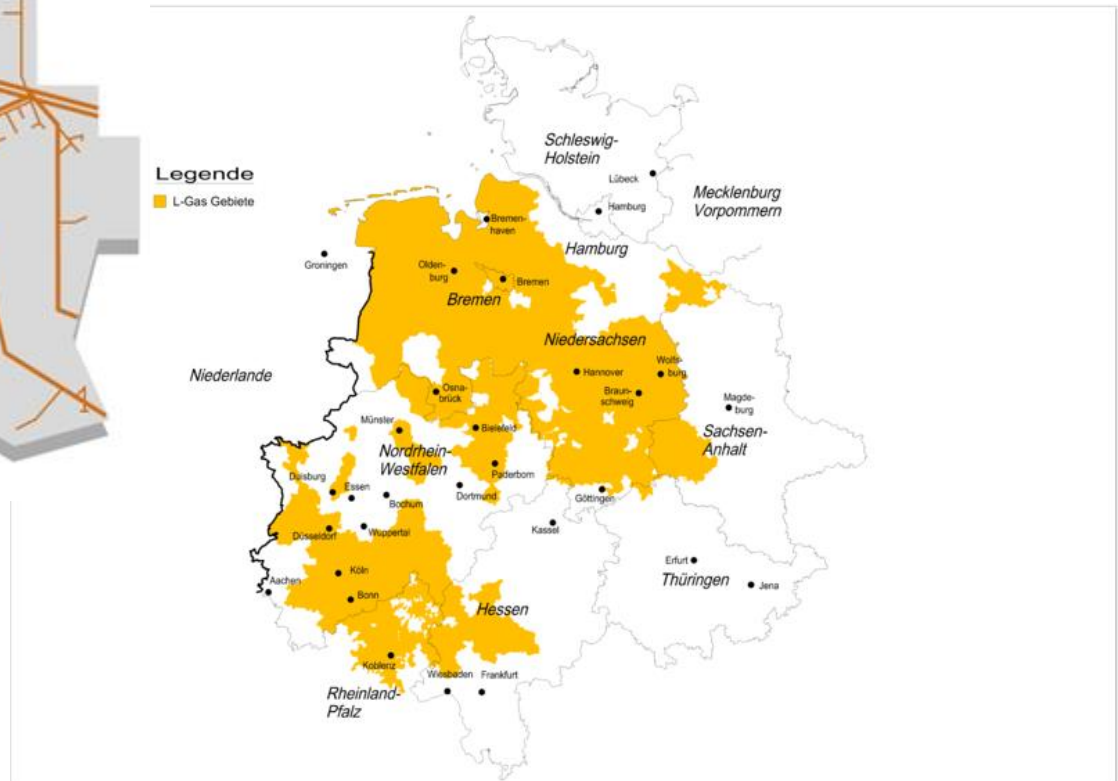 Legende
L-Gas Gebiete
Schleswig-
Holstein
Lübeck
Mecklenburg
Vorpommern
Hamburg
Bremen-
haven
Hamburg
Groningen
Olden-
burg
Bremen
Bremen
Niedersachsen
Niederlande
Hannover
Wolfs-
burg
Osna-
brück
Braun-
schweig
Magde-
burg
Münster
Bielefeld
Sachsen-
Anhalt
Nordrhein-
Westfalen
Paderborn
Duisburg
Essen
Bochum
Dortmund
Göttingen
Düsseldorf
Wuppertal
Kassel
Köln
Erfurt
Thüringen
Jena
Aachen
Bonn
Hessen
Koblenz
Wiesbaden
Frankfurt
Rheinland-
Pfalz